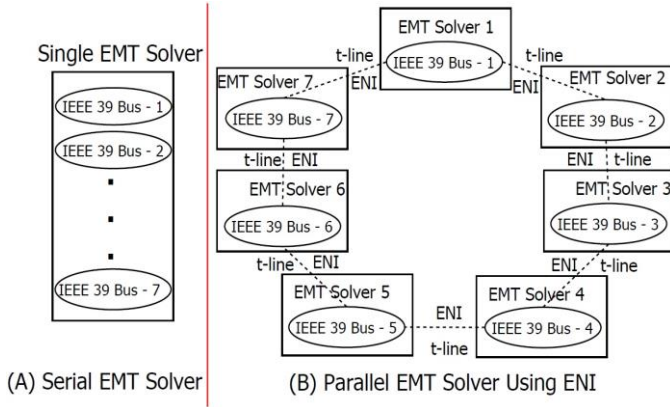 Single EMT Solver
IEEE 39 Bus - 1
IEEE 39 Bus - 2
IEEE 39 Bus - 7
(A) Serial EMT Solver
EMT Solver 1
IEEE 39 Bus - 1
t-line
ENI
t-line
ENI
EMT Solver 7
IEEE 39 Bus - 7
EMT Solver 2
IEEE 39 Bus - 2
t-line
ENI
ENI
t-line
EMT Solver 6
IEEE 39 Bus - 6
EMT Solver 3
IEEE 39 Bus - 3
t-line
ENI
ENI
t-line
EMT Solver 5
IEEE 39 Bus - 5
ENI
t-line
EMT Solver 4
IEEE 39 Bus - 4
(B) Parallel EMT Solver Using ENI